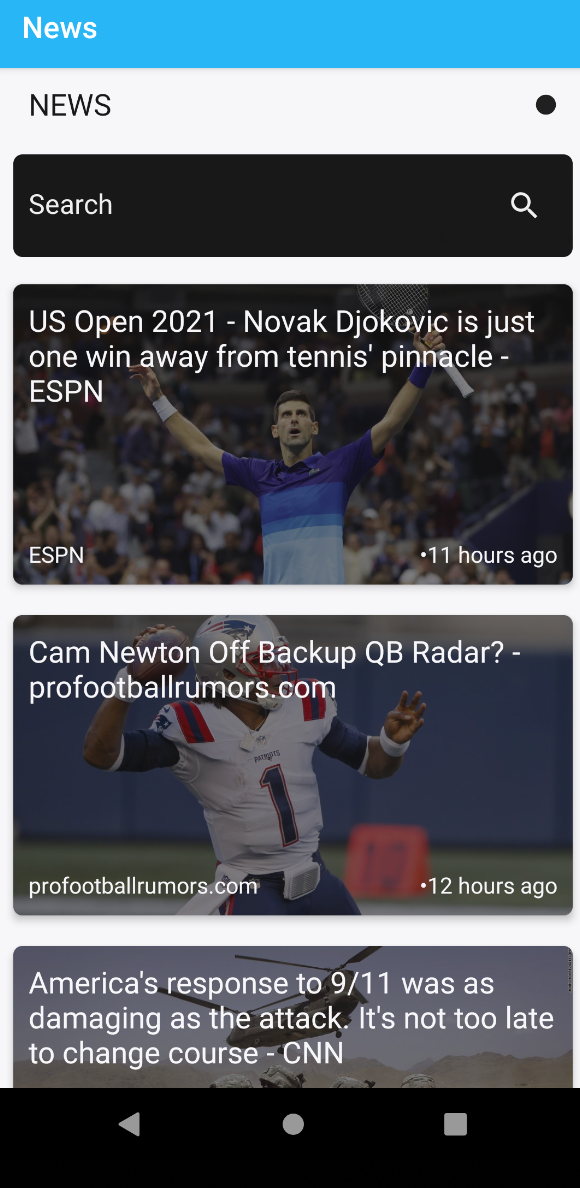 News
NEWS
Search
US Open 2021 - Novak Djokovic is just
one win away from tennis' pinnacle -
ESPN
ESPN
•11 hours ago
Cam Newton Off Backup QB Radar? -
profootballrumors.com
PATRIOTS
1
profootballrumors.com
•12 hours ago
America's response to 9/11 was as
damaging as the attack. It's not too late
to change course - CNN